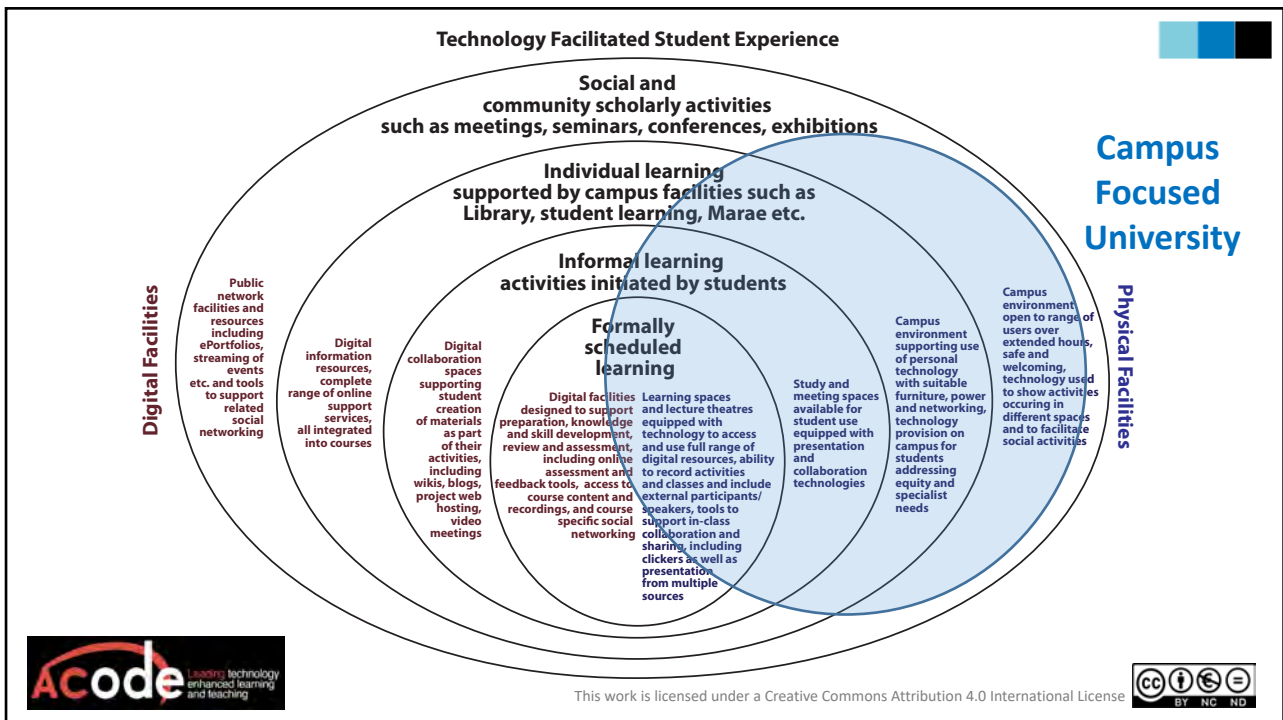 Technology Facilitated Student Experience
Social and
community scholarly activities
such as meetings, seminars, conferences, exhibitions
Campus
Focused
University
Individual learning
supported by campus facilities such as
Library, student learning, Marae etc.
Informal learning
activities initiated by students
Formally
scheduled
learning
Digital Facilities
Public
network
facilities and
resources
including
ePortfolios,
streaming of
events
etc. and tools
to support
related
social
networking
Digital
information
resources,
complete
range of online
support
services,
all integrated
into courses
Digital
collaboration
spaces
supporting
student
creation
of materials
as part
of their
activities,
including
wikis, blogs,
project web
hosting,
video
meetings
Digital facilities
designed to support
preparation, knowledge
and skill development,
review and assessment,
including online
assessment and
feedback tools, access to
course content and
recordings, and course
specific social
networking
Learning spaces
and lecture theatres
equipped with
technology to access
and use full range of
digital resources, ability
to record activities
and classes and include
external participants/
speakers, tools to
support in-class
collaboration and
sharing, including
clickers as well as
presentation
from multiple
sources
Study and
meeting spaces
available for
student use
equipped with
presentation
and
collaboration
technologies
Campus
environment
supporting use
of personal
technology
with suitable
furniture, power
and networking,
technology
provision on
campus for
students
addressing
equity and
specialist
needs
Campus
environment
open to range of
users over
extended hours,
safe and
welcoming,
technology used
to show activities
occuring in
different spaces
and to facilitate
social activities
Physical Facilities
Acode
Leading technology
enhanced learning
and teaching
This work is licensed under a Creative Commons Attribution 4.0 International License
cc
BY NC ND